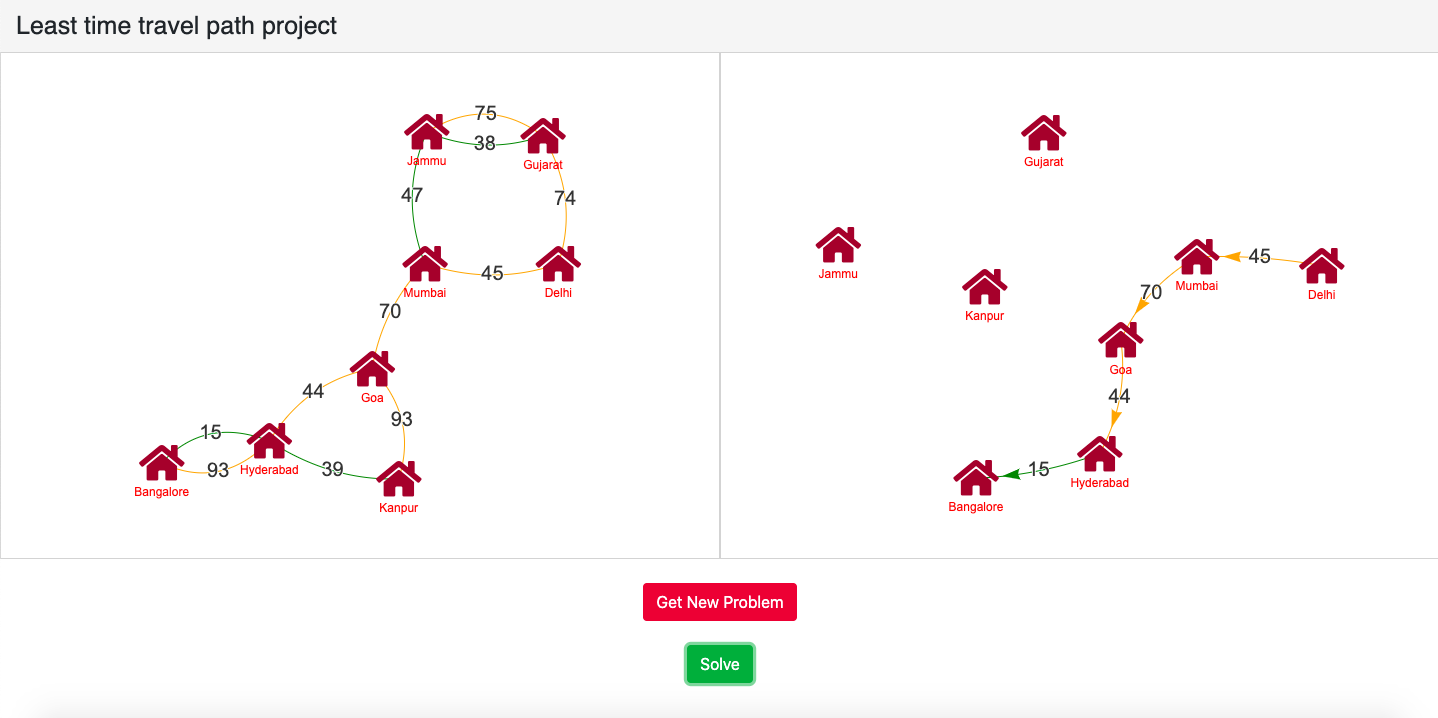 Least time travel path project
75
38
Jammu
Gujarat
47
74
45
Mumbai
Delhi
70
44
Goa
93
15
93
Hyderabad
39
Bangalore
Kanpur
Gujarat
Jammu
45
Mumbai
Delhi
Kanpur
70
Goa
44
15
Hyderabad
Bangalore
Get New Problem
Solve